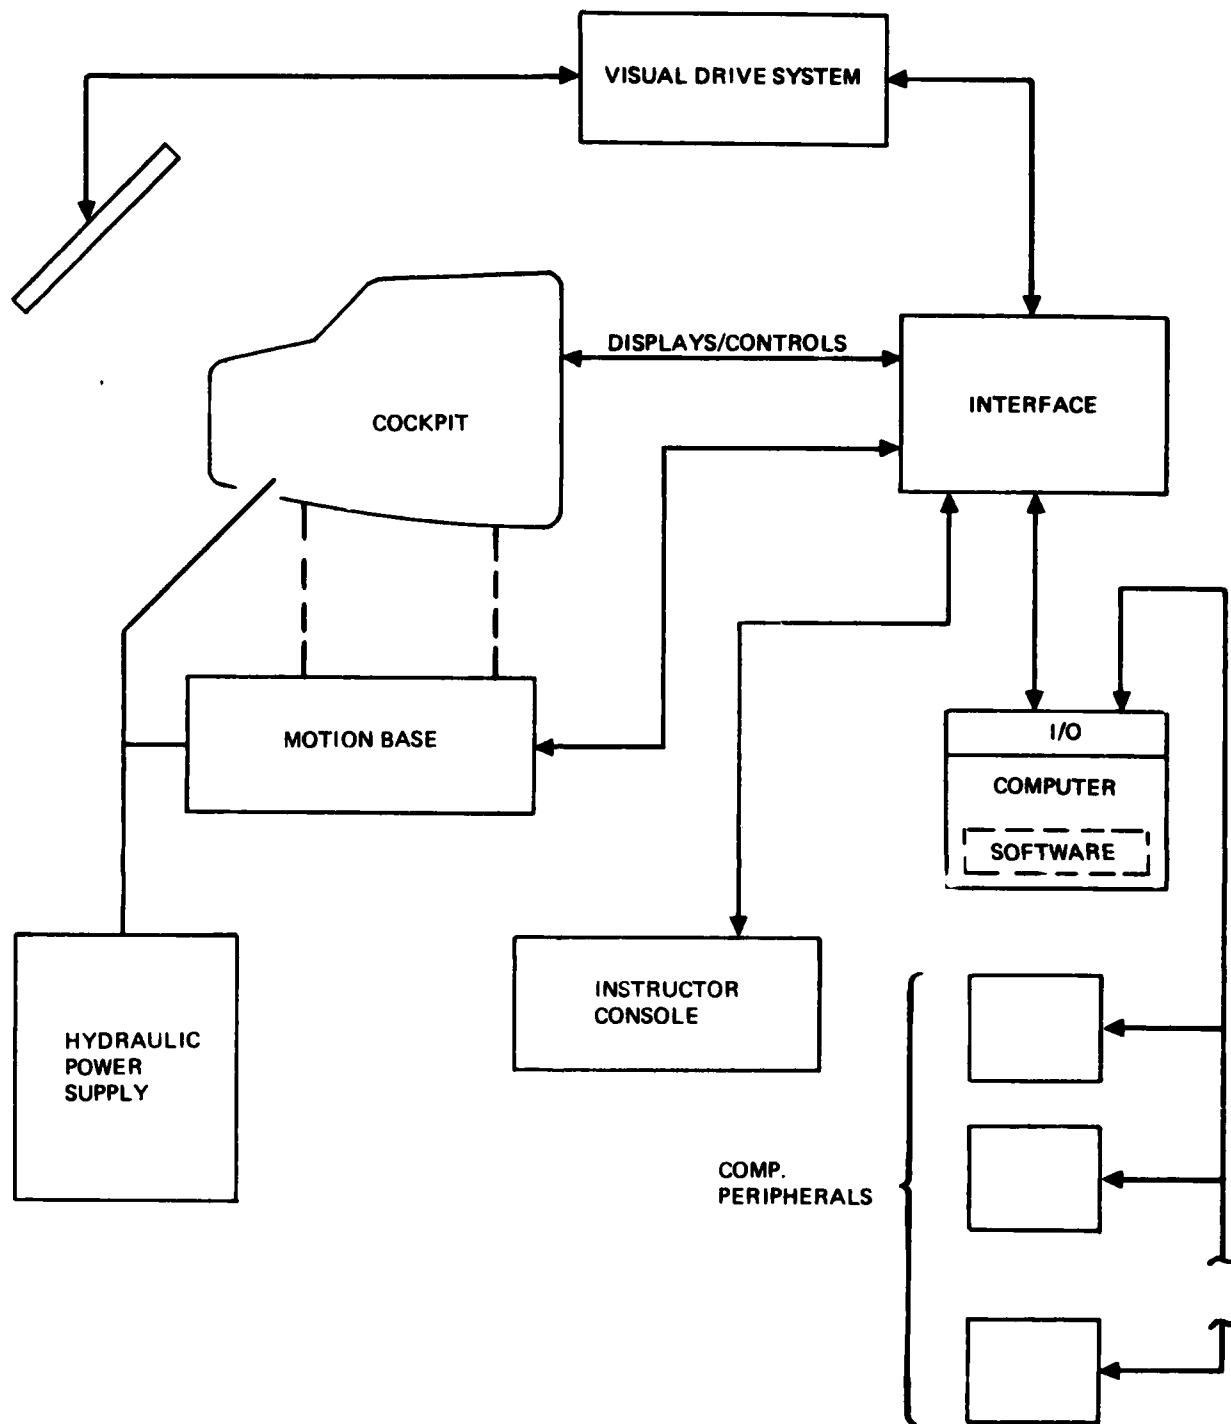 VISUAL DRIVE SYSTEM
DISPLAYS/CONTROLS
INTERFACE
COCKPIT
MOTION BASE
I/O
COMPUTER
SOFTWARE
INSTRUCTOR
CONSOLE
HYDRAULIC
POWER
SUPPLY
COMP.
PERIPHERALS